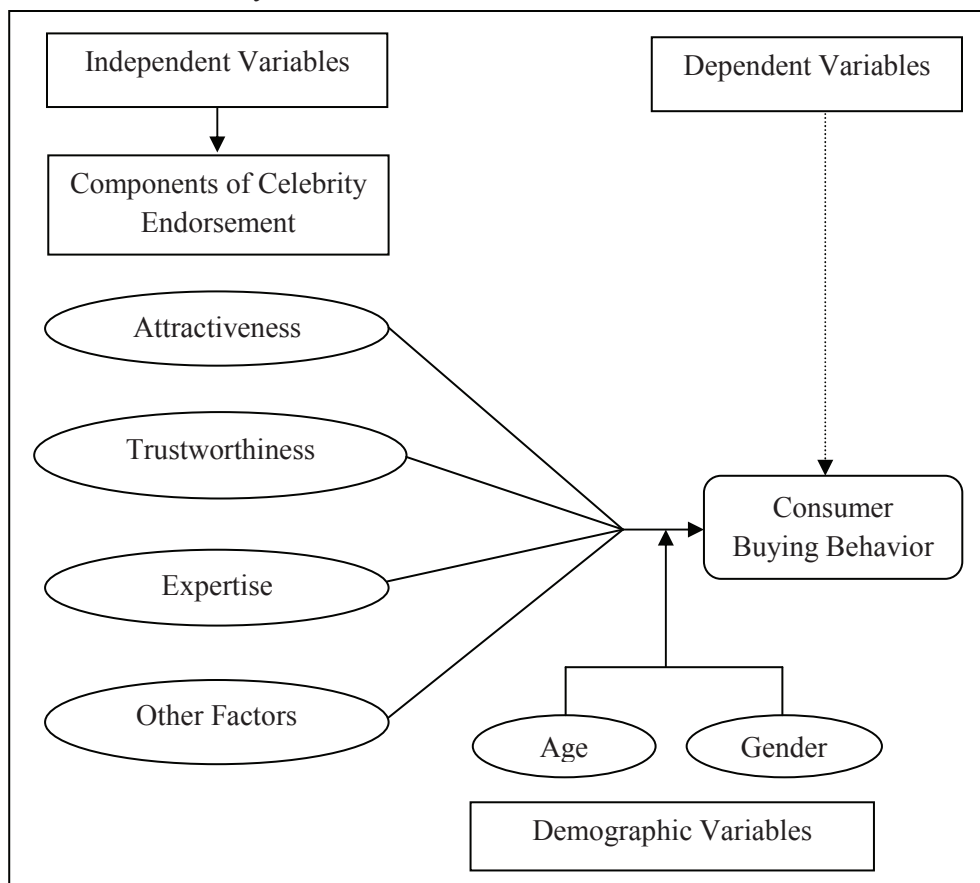 Independent Variables
Dependent Variables
Components of Celebrity
Endorsement
Attractiveness
Trustworthiness
Consumer
Buying Behavior
Expertise
Other Factors
Age
Gender
Demographic Variables